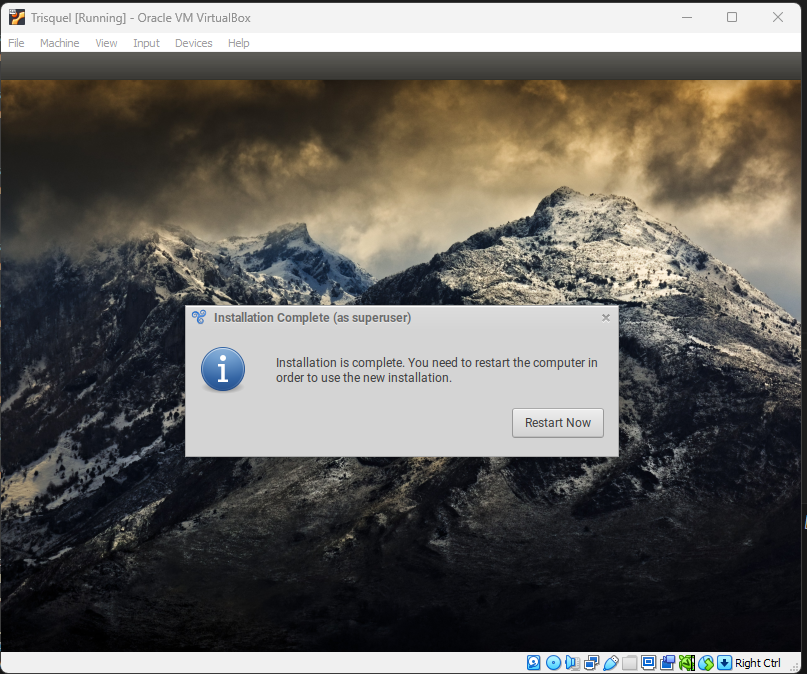 Trisquel [Running] - Oracle VM VirtualBox
File Machine View Input Devices Help
Installation Complete (as superuser)
Installation is complete. You need to restart the computer in
order to use the new installation.
Restart Now
Right Ctrl